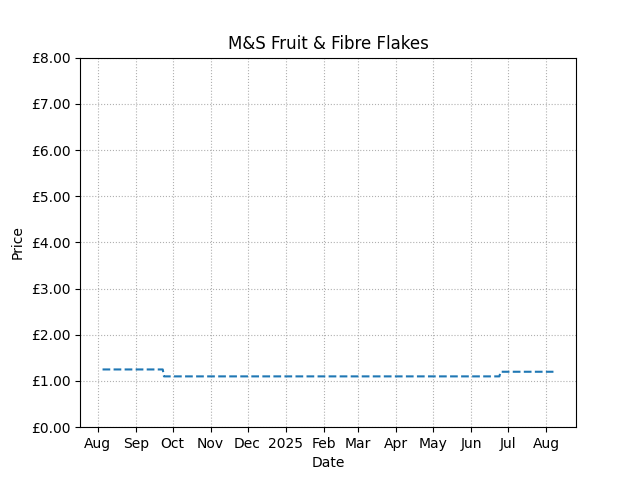 M&S Fruit & Fibre Flakes
£8.00
£7.00
£6.00
£5.00
£4.00
£3.00
£2.00
£1.00
£0.00
Price
Aug Sep Oct Nov Dec 2025 Feb Mar Apr May Jun Jul Aug
Date